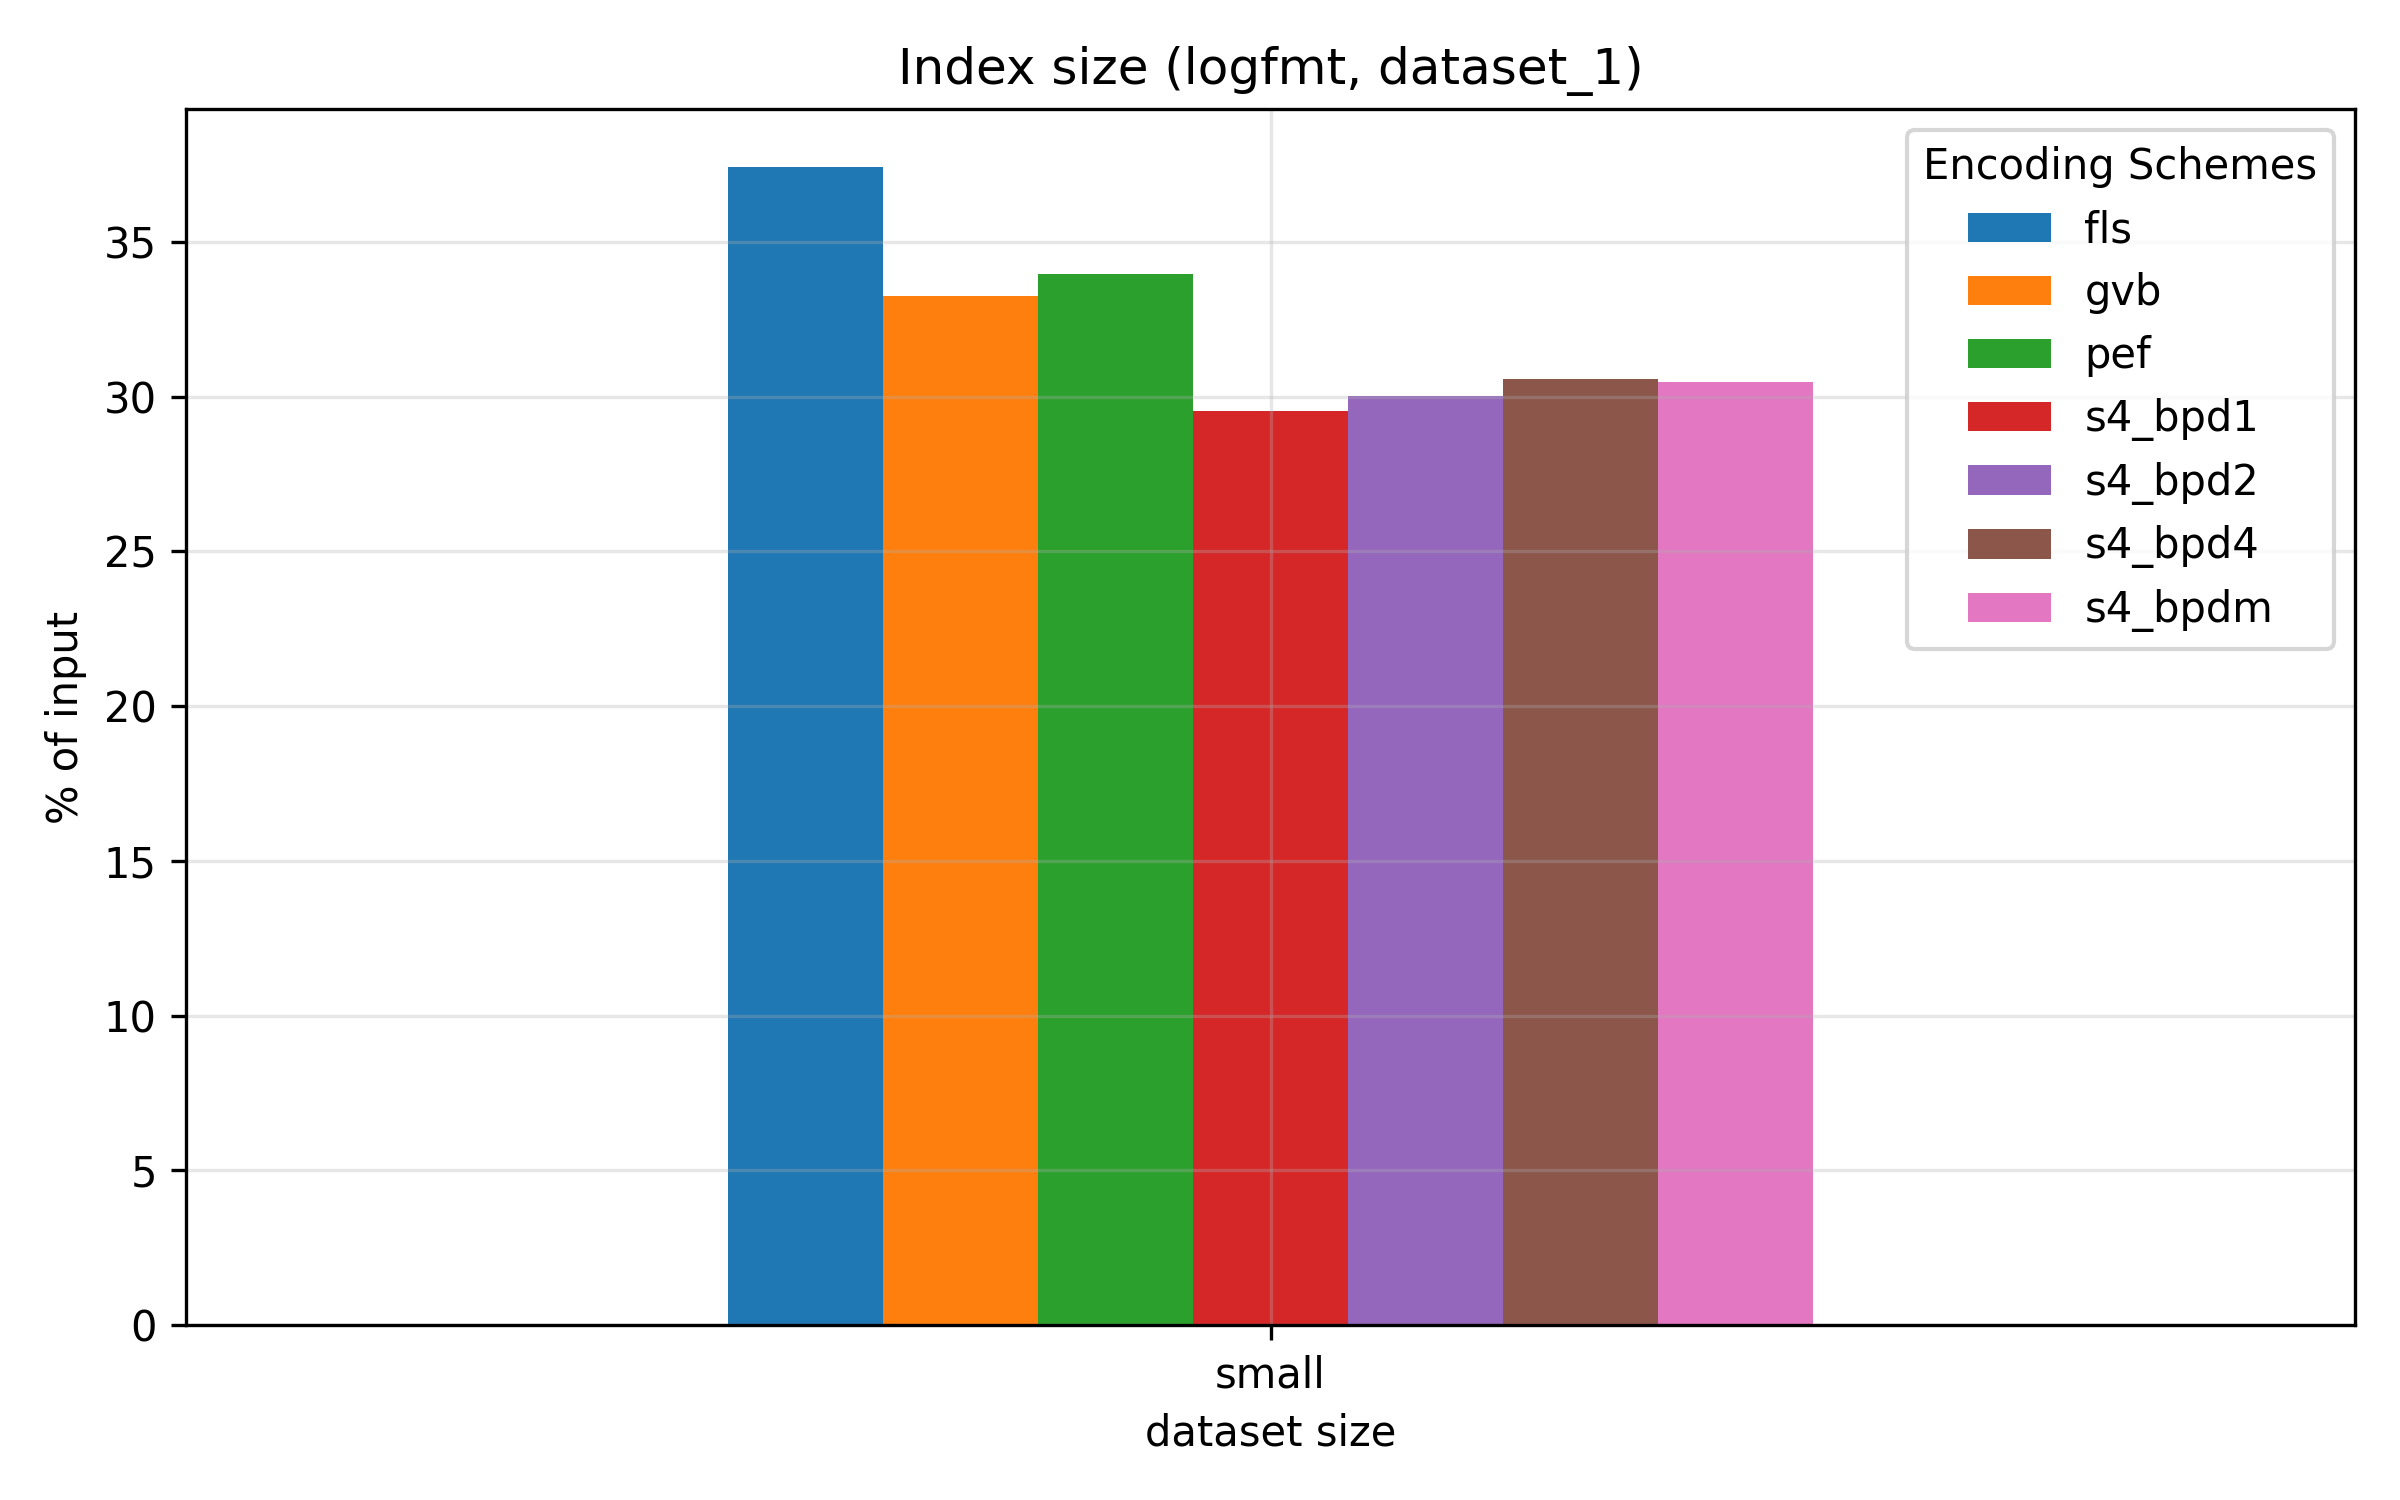 Index size (logfmt, dataset_1)
Encoding Schemes
fls
gvb
pef
s4_bpd1
s4_bpd2
s4_bpd4
s4_bpdm
% of input
35
30
25
20
15
10
5
0
small
dataset size